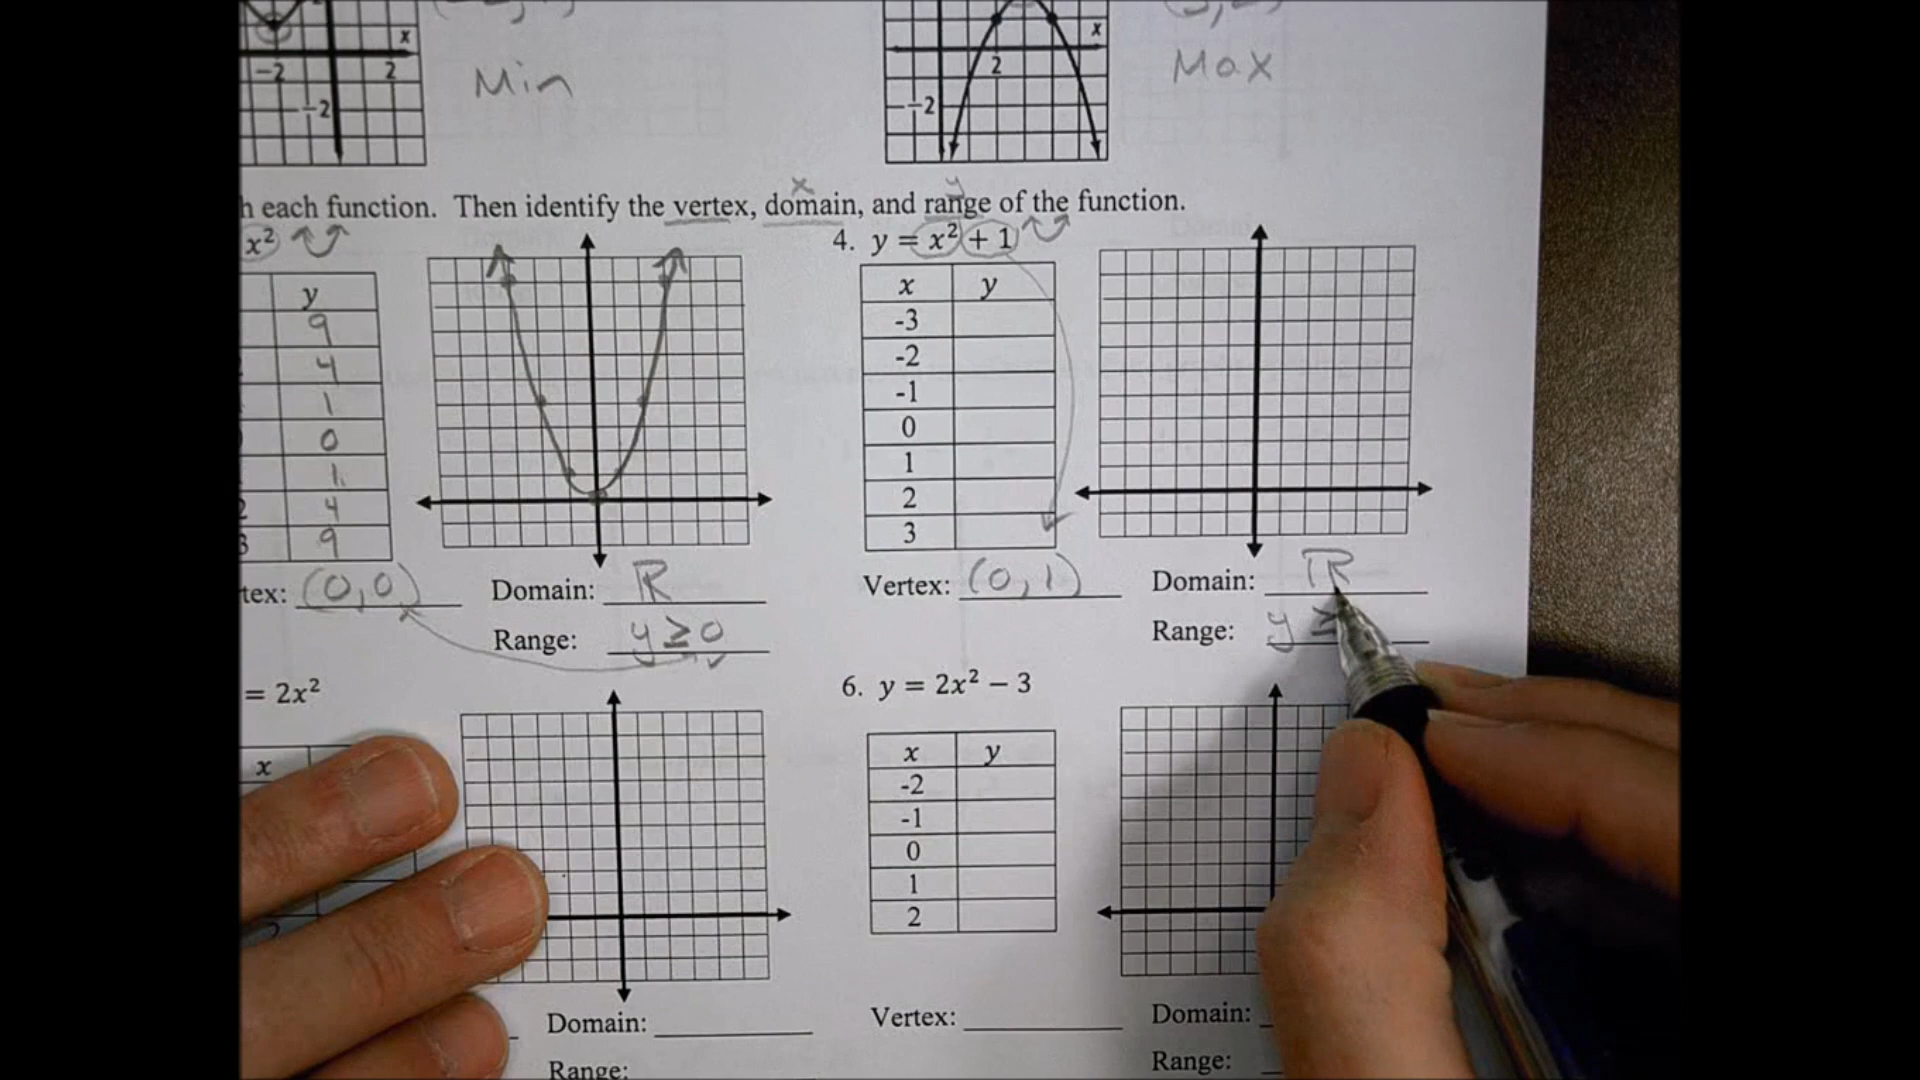 x x
-2 2 2
Min Max
-2 -2
x y
h each function. Then identify the vertex, domain, and range of the function.
x² 4. y = x² + 1
y
9
4
1
0
1
4
9
2
3
x y
-3
-2
-1
0
1
2
3
tex: (0,0) Domain: ℝ Vertex: (0,1) Domain: ℝ
Range: y ≥ 0 Range: y ≥
= 2x² 6. y = 2x² − 3
x
x y
-2
-1
0
1
2
Domain: Vertex: Domain:
Range: Range: